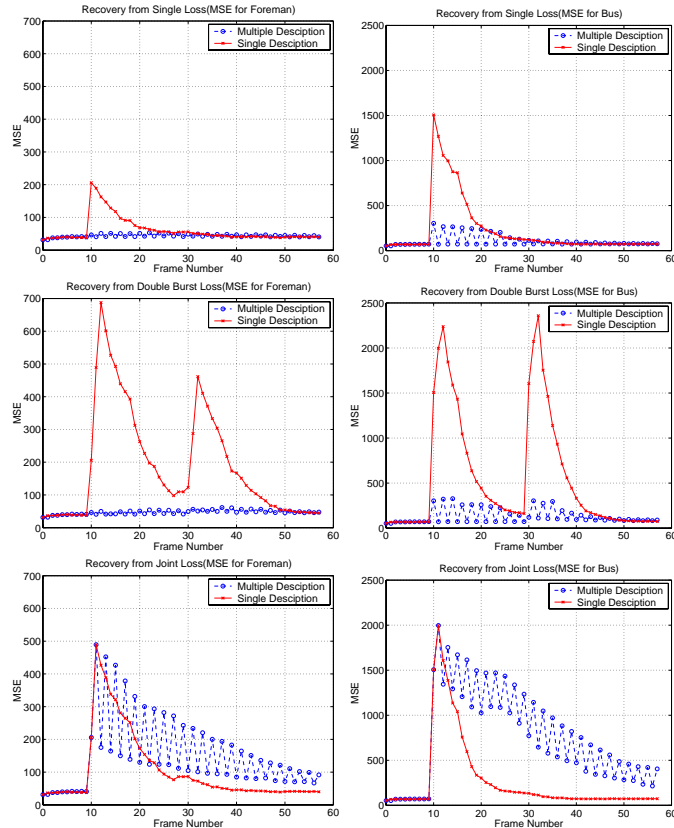 Recovery from Single Loss(MSE for Foreman)
700
600
500
400
300
200
100
0
MSE
0 10 20 30 40 50 60
Frame Number
Multiple Desciption
Single Desciption
Recovery from Single Loss(MSE for Bus)
2500
2000
1500
1000
500
0
MSE
0 10 20 30 40 50 60
Frame Number
Multiple Desciption
Single Desciption
Recovery from Double Burst Loss(MSE for Foreman)
700
600
500
400
300
200
100
0
MSE
0 10 20 30 40 50 60
Frame Number
Multiple Desciption
Single Desciption
Recovery from Double Burst Loss(MSE for Bus)
2500
2000
1500
1000
500
0
MSE
0 10 20 30 40 50 60
Frame Number
Multiple Desciption
Single Desciption
Recovery from Joint Loss(MSE for Foreman)
700
600
500
400
300
200
100
0
MSE
0 10 20 30 40 50 60
Frame Number
Multiple Desciption
Single Desciption
Recovery from Joint Loss(MSE for Bus)
2500
2000
1500
1000
500
0
MSE
0 10 20 30 40 50 60
Frame Number
Multiple Desciption
Single Desciption